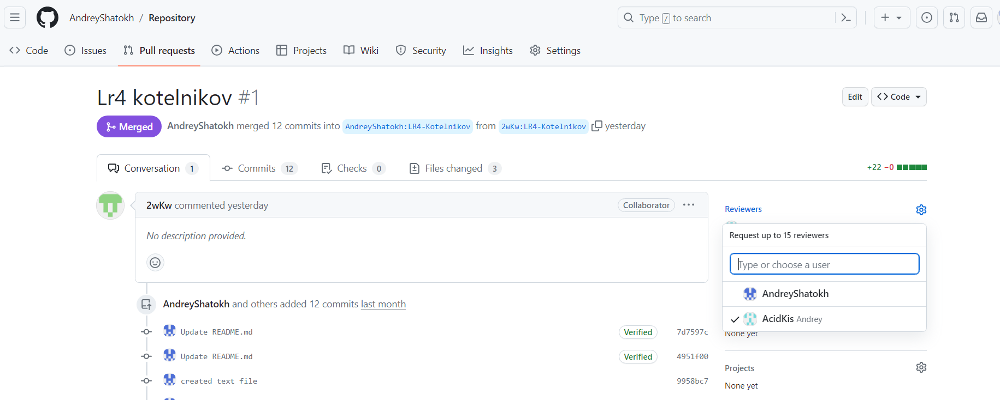 AndreyShatokh / Repository
Type / to search
Code Issues Pull requests Actions Projects Wiki Security Insights Settings
Lr4 kotelnikov #1
Edit
Code
Merged
AndreyShatokh merged 12 commits into AndreyShatokh:LR4-Kotelnikov from 2wKw:LR4-Kotelnikov yesterday
Conversation 1
Commits 12
Checks 0
Files changed 3
+22 −0
2wKw commented yesterday
Collaborator
No description provided.
AndreyShatokh and others added 12 commits last month
Update README.md Verified 7d7597c
Update README.md Verified 4951f00
created text file 9958bc7
Reviewers
Request up to 15 reviewers
Type or choose a user
AndreyShatokh
AcidKis Andrey
None yet
Projects
None yet